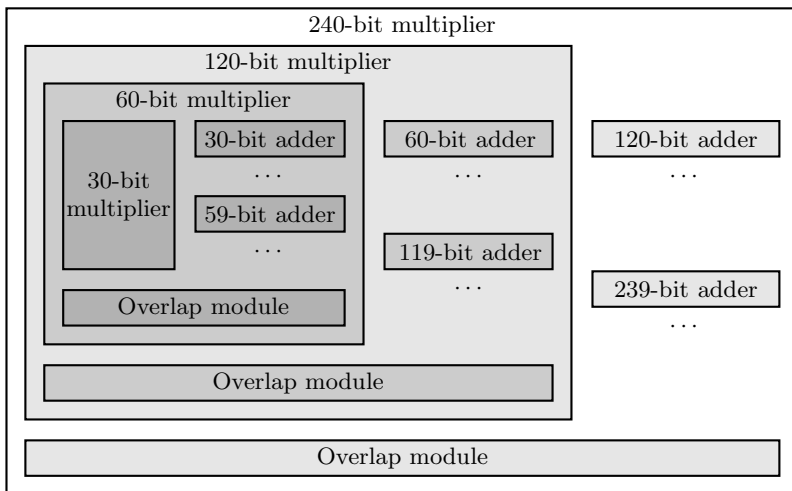 240-bit multiplier
120-bit multiplier
60-bit multiplier
30-bit
multiplier
30-bit adder
...
59-bit adder
...
Overlap module
60-bit adder
...
119-bit adder
...
Overlap module
120-bit adder
...
239-bit adder
...
Overlap module